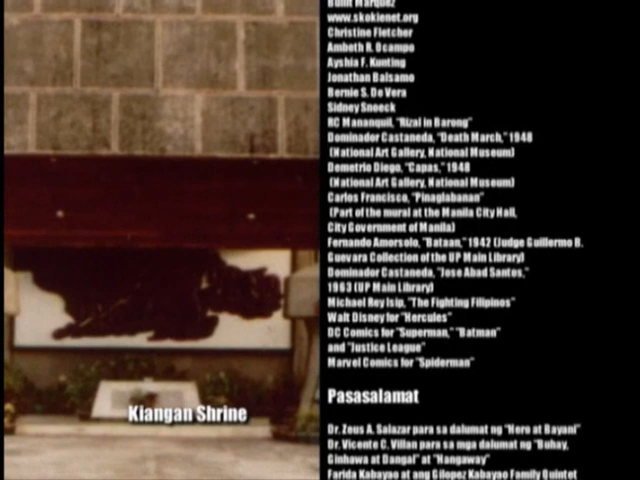 Kiangan Shrine
www.skokienet.org
Christine Fletcher
Ambeth R. Ocampo
Ayshia F. Kunting
Jonathan Balsamo
Bernie S. De Vera
Sidney Snoeck
RC Mananquil, "Rizal in Barong"
Dominador Castaneda, "Death March," 1948
(National Art Gallery, National Museum)
Demetrio Diego, "Capas," 1948
(National Art Gallery, National Museum)
Carlos Francisco, "Pinaglabanan"
(Part of the mural at the Manila City Hall,
City Government of Manila)
Fernando Amorsolo, "Bataan," 1942 (Judge Guillermo B.
Guevara Collection of the UP Main Library)
Dominador Castaneda, "Jose Abad Santos,"
1963 (UP Main Library)
Michael Rey Isip, "The Fighting Filipinos"
Walt Disney for "Hercules"
DC Comics for "Superman," "Batman"
and "Justice League"
Marvel Comics for "Spiderman"
Pasasalamat
Dr. Zeus A. Salazar para sa dalumat ng "Hero at Bayani"
Dr. Vicente C. Villan para sa mga dalumat ng "Buhay,
Ginhawa at Dangal" at "Hangaway"
Farida Kabayao at ang Gilopez Kabayao Family Quintet